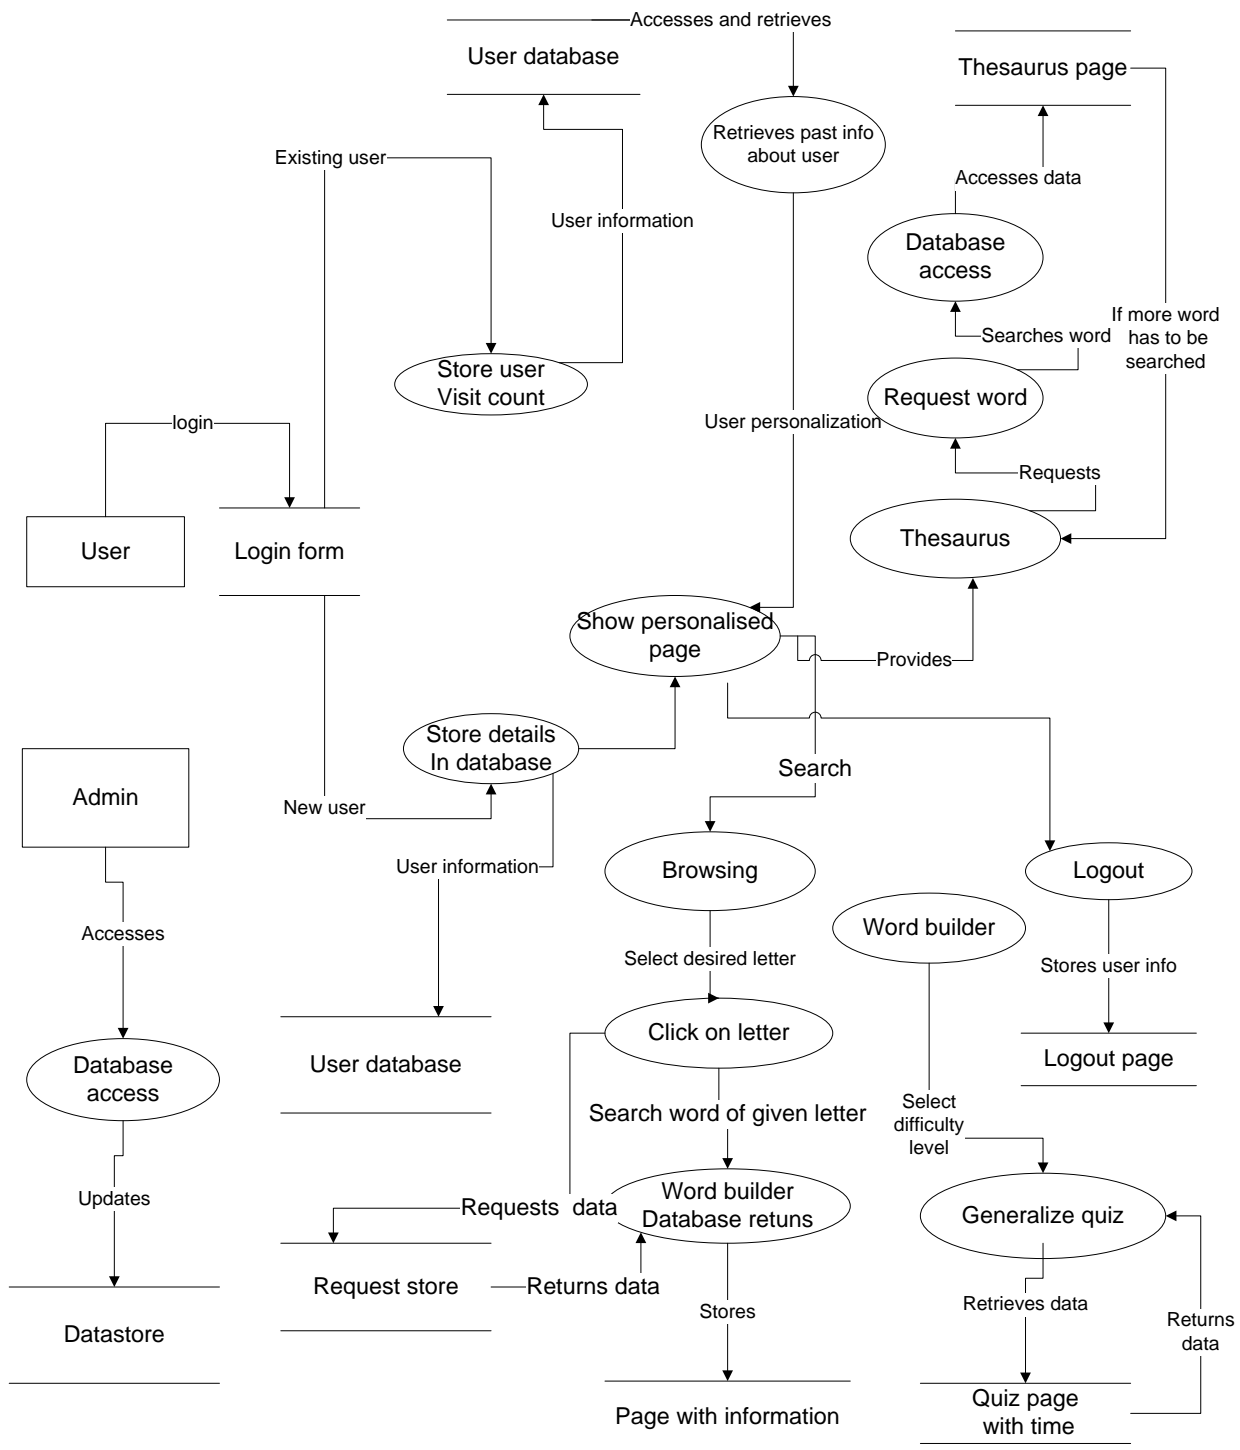 Accesses and retrieves
User database
Thesaurus page
Retrieves past info
about user
Existing user
Accesses data
User information
Database
access
If more word
has to be
searched
Searches word
Store user
Visit count
Request word
login
User personalization
Requests
User
Login form
Thesaurus
Show personalised
page
Provides
Store details
In database
Search
Admin
New user
User information
Browsing
Logout
Word builder
Accesses
Select desired letter
Stores user info
Click on letter
Database
access
User database
Logout page
Search word of given letter
Select
difficulty
level
Updates
Requests data
Word builder
Database retuns
Generalize quiz
Request store
Returns data
Retrieves data
Stores
Returns
data
Datastore
Page with information
Quiz page
with time